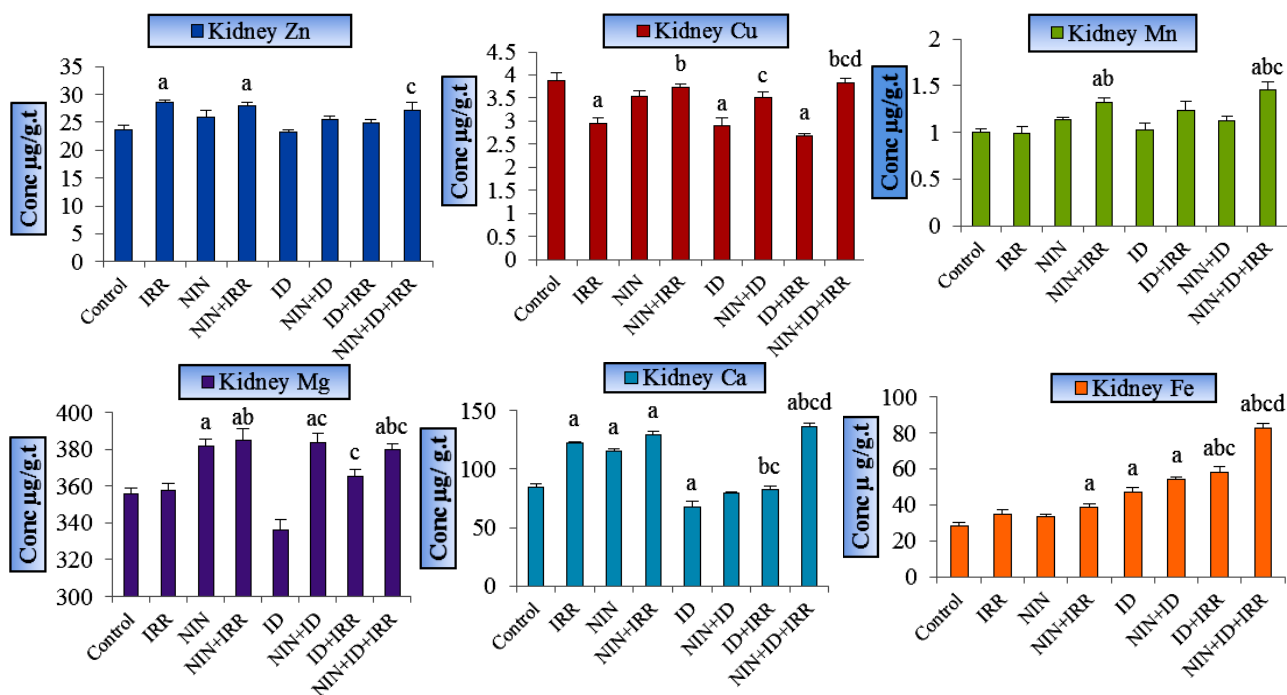 Kidney Zn
Conc µg/g.t
35
30
25
20
15
10
5
0
a
a
c
Control
IRR
NIN
NIN+IRR
ID
NIN+ID
ID+IRR
NIN+ID+IRR
Kidney Cu
Conc µg/g.t
4.5
4
3.5
3
2.5
2
1.5
1
0.5
0
a
b
a
c
a
bcd
Control
IRR
NIN
NIN+IRR
ID
NIN+ID
ID+IRR
NIN+ID+IRR
Kidney Mn
Conc µg/g.t
2
1.5
1
0.5
0
ab
abc
Control
IRR
NIN
NIN+IRR
ID
ID+IRR
NIN+ID
NIN+ID+IRR
Kidney Mg
Conc µg/g.t
400
380
360
340
320
300
a
ab
ac
c
abc
Control
IRR
NIN
NIN+IRR
ID
NIN+ID
ID+IRR
NIN+ID+IRR
Kidney Ca
Conc µg/ g.t
150
100
50
0
a
a
a
a
bc
abcd
Control
IRR
NIN
NIN+IRR
ID
NIN+ID
ID+IRR
NIN+ID+IRR
Kidney Fe
Conc µ g/g.t
100
80
60
40
20
0
a
a
a
abc
abcd
Control
IRR
NIN
NIN+IRR
ID
NIN+ID
ID+IRR
NIN+ID+IRR